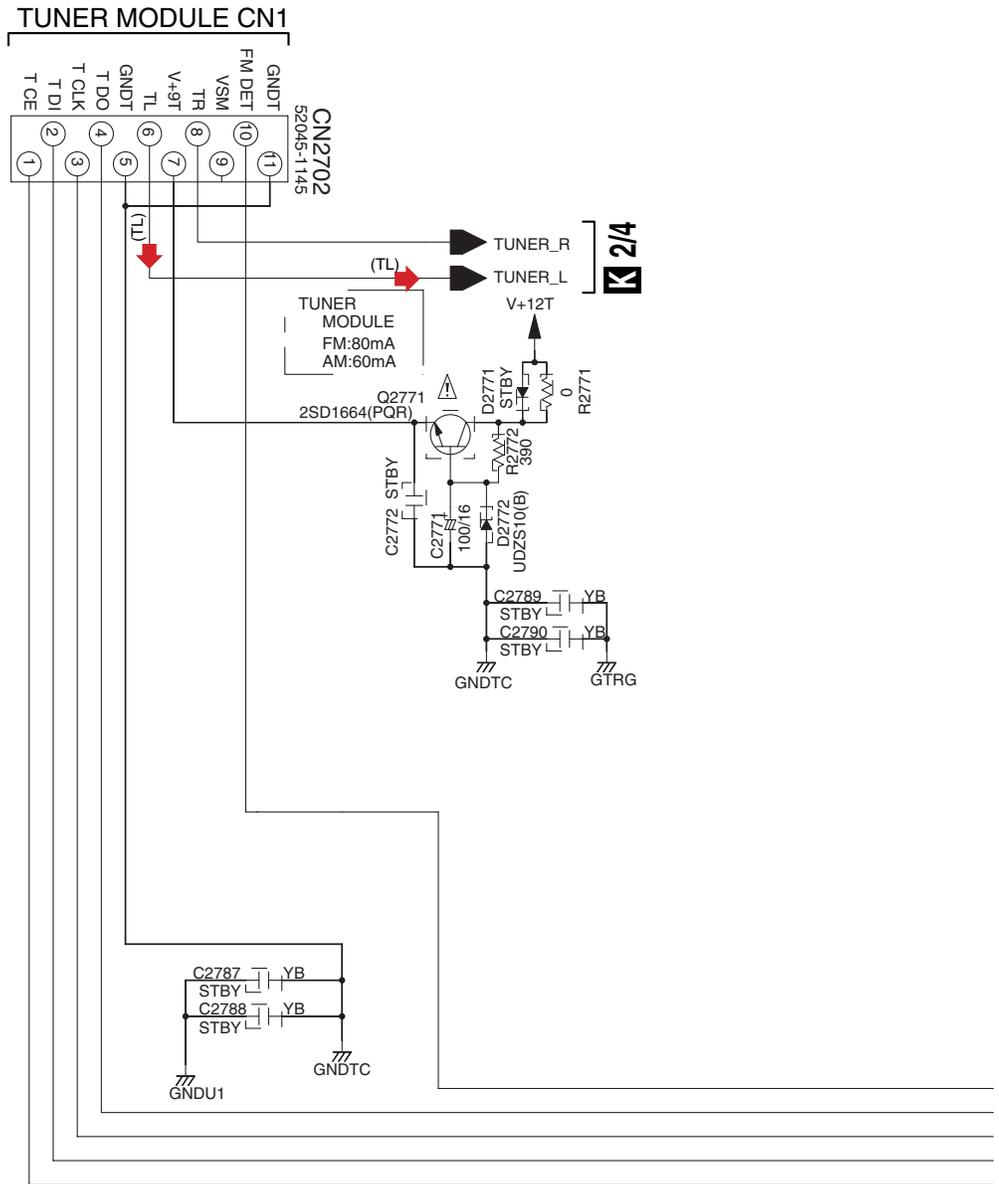 TUNER MODULE CN1
T CE
T DI
T CLK
T DO
GNDT
TL
V+9T
TR
VSM
FM DET
GNDT
1
2
3
4
5
6
7
8
9
10
11
CN2702
52045-1145
(TL)
(TL)
TUNER_R
TUNER_L
K 2/4
TUNER
MODULE
FM:80mA
AM:60mA
V+12T
D2771
STBY
0
R2771
Q2771
2SD1664(PQR)
R2772
390
C2772 STBY
C2771
100/16
D2772
UDZS10(B)
C2789 YB
STBY
C2790 YB
STBY
GNDTC
GTRG
C2787 YB
STBY
C2788 YB
STBY
GNDTC
GNDU1